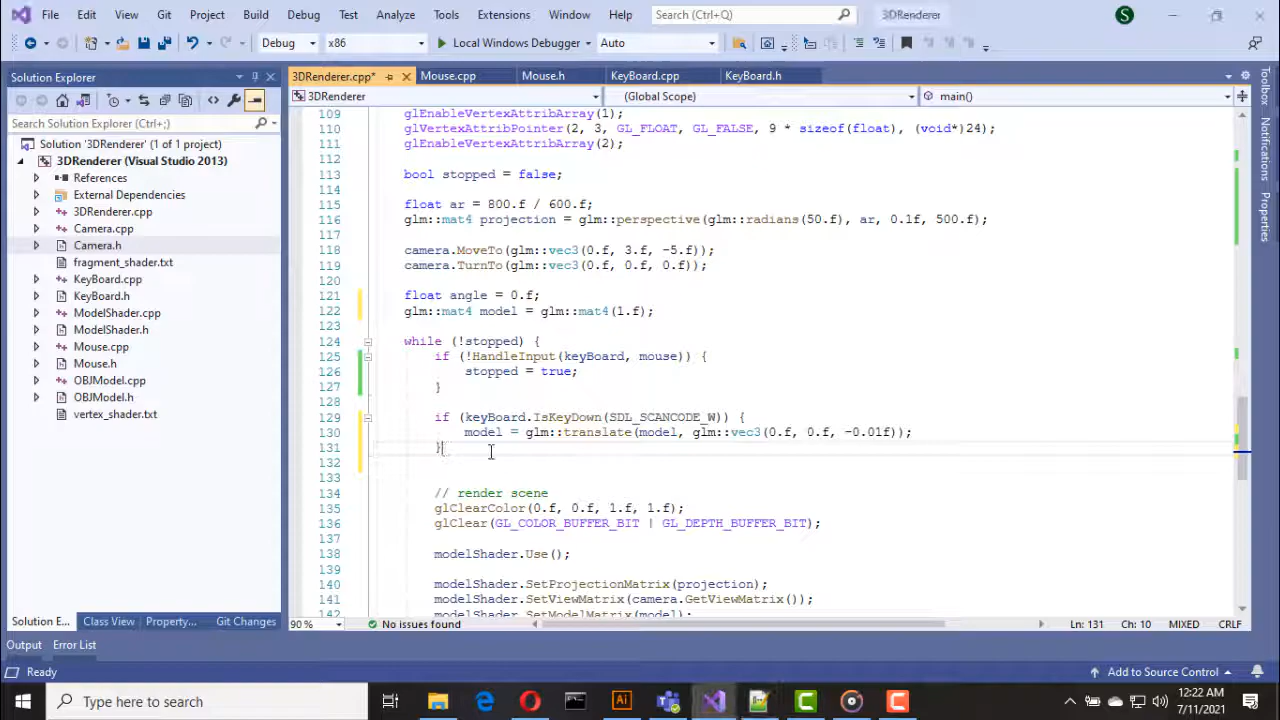 File Edit View Git Project Build Debug Test Analyze Tools Extensions Window Help Search (Ctrl+Q) 3DRenderer S
Debug x86 Local Windows Debugger Auto
Solution Explorer
Search Solution Explorer (Ctrl+;)
Solution '3DRenderer' (1 of 1 project)
3DRenderer (Visual Studio 2013)
References
External Dependencies
3DRenderer.cpp
Camera.cpp
Camera.h
fragment_shader.txt
KeyBoard.cpp
KeyBoard.h
ModelShader.cpp
ModelShader.h
Mouse.cpp
Mouse.h
OBJModel.cpp
OBJModel.h
vertex_shader.txt
Solution E... Class View Property... Git Changes
3DRenderer.cpp* Mouse.cpp Mouse.h KeyBoard.cpp KeyBoard.h
3DRenderer (Global Scope) main()
109 glEnableVertexAttribArray(1);
110 glVertexAttribPointer(2, 3, GL_FLOAT, GL_FALSE, 9 * sizeof(float), (void*)24);
111 glEnableVertexAttribArray(2);
112
113 bool stopped = false;
114
115 float ar = 800.f / 600.f;
116 glm::mat4 projection = glm::perspective(glm::radians(50.f), ar, 0.1f, 500.f);
117
118 camera.MoveTo(glm::vec3(0.f, 3.f, -5.f));
119 camera.TurnTo(glm::vec3(0.f, 0.f, 0.f));
120
121 float angle = 0.f;
122 glm::mat4 model = glm::mat4(1.f);
123
124 while (!stopped) {
125 if (!HandleInput(keyBoard, mouse)) {
126 stopped = true;
127 }
128
129 if (keyBoard.IsKeyDown(SDL_SCANCODE_W)) {
130 model = glm::translate(model, glm::vec3(0.f, 0.f, -0.01f));
131 }
132
133
134 // render scene
135 glClearColor(0.f, 0.f, 1.f, 1.f);
136 glClear(GL_COLOR_BUFFER_BIT | GL_DEPTH_BUFFER_BIT);
137
138 modelShader.Use();
139
140 modelShader.SetProjectionMatrix(projection);
141 modelShader.SetViewMatrix(camera.GetViewMatrix());
142 modelShader.SetModelMatrix(model);
90 % No issues found Ln: 131 Ch: 10 MIXED CRLF
Toolbox
Notifications
Properties
Output Error List
Ready Add to Source Control
Type here to search
Ai
12:22 AM
7/11/2021